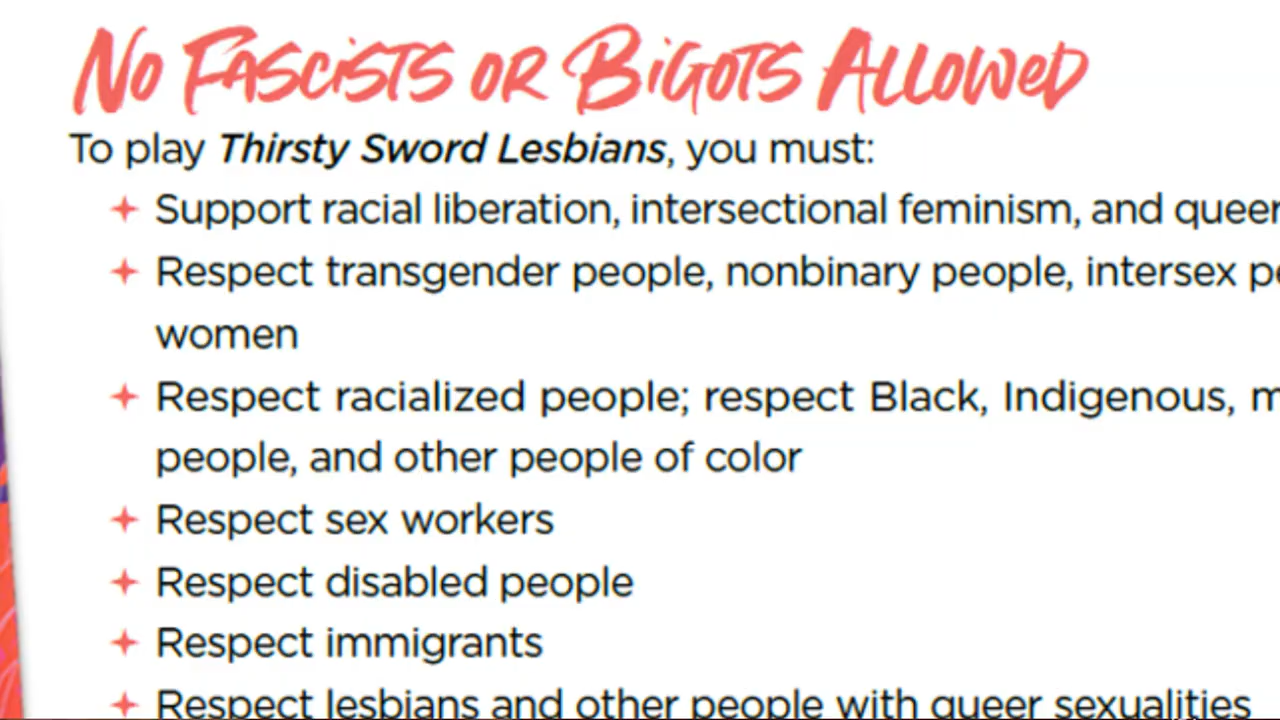 No Fascists or Bigots Allowed
To play Thirsty Sword Lesbians, you must:
Support racial liberation, intersectional feminism, and queer
Respect transgender people, nonbinary people, intersex
women
Respect racialized people; respect Black, Indigenous,
people, and other people of color
Respect sex workers
Respect disabled people
Respect immigrants
Respect lesbians and other people with queer sexualities